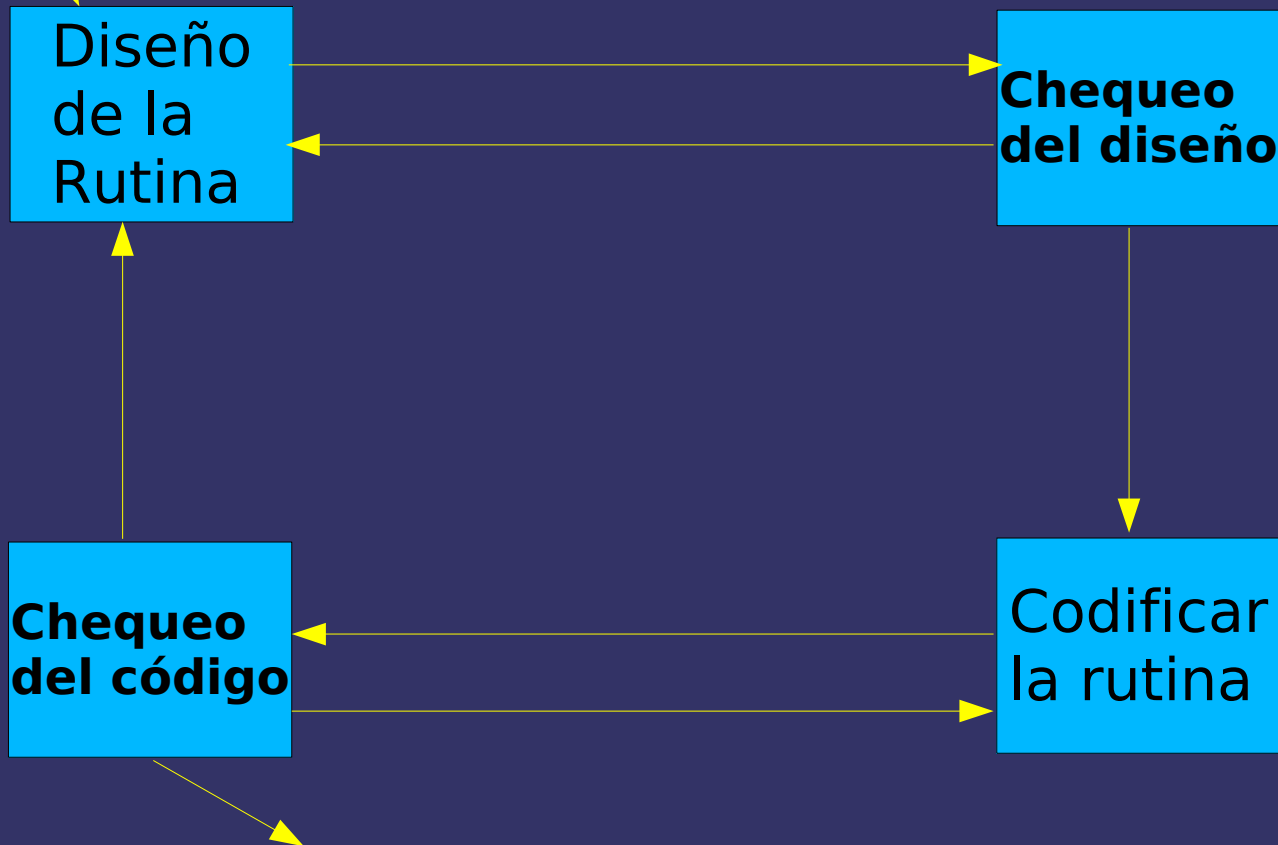 Diseño
de la
Rutina
Chequeo
del diseño
Chequeo
del código
Codificar
la rutina